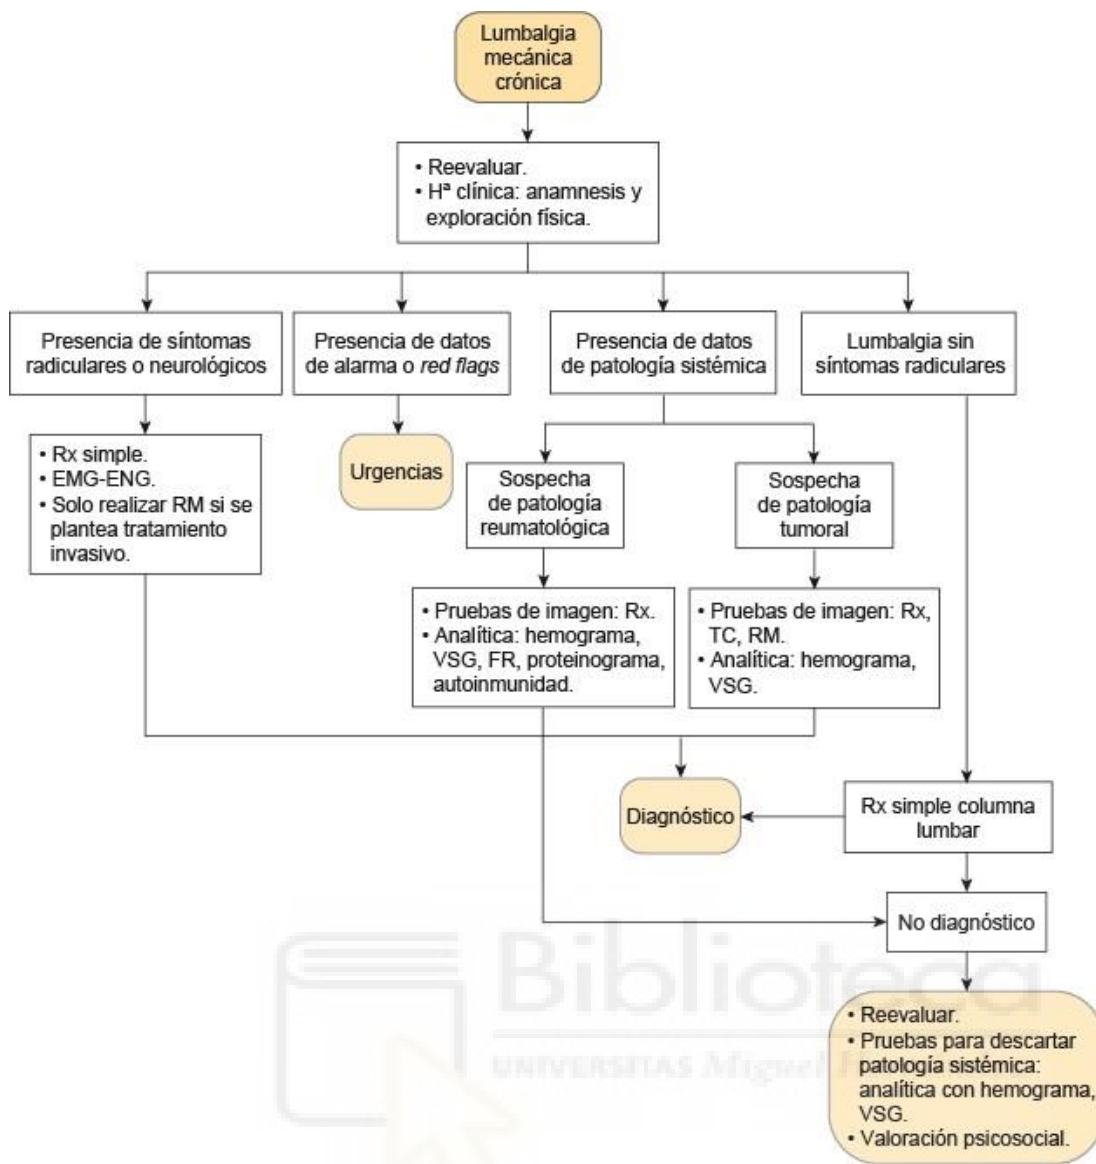 Lumbalgia
mecánica
crónica
• Reevaluar.
• Hª clínica: anamnesis y
exploración física.
Presencia de síntomas
radiculares o neurológicos
Presencia de datos
de alarma o red flags
Presencia de datos
de patología sistémica
Lumbalgia sin
síntomas radiculares
• Rx simple.
• EMG-ENG.
• Solo realizar RM si se
plantea tratamiento
invasivo.
Urgencias
Sospecha
de patología
reumatológica
Sospecha
de patología
tumoral
• Pruebas de imagen: Rx.
• Analítica: hemograma,
VSG, FR, proteinograma,
autoinmunidad.
• Pruebas de imagen: Rx,
TC, RM.
• Analítica: hemograma,
VSG.
Diagnóstico
Rx simple columna
lumbar
No diagnóstico
• Reevaluar.
• Pruebas para descartar
patología sistémica:
analítica con hemograma,
VSG.
• Valoración psicosocial.
Biblioteca
UNIVERSITAS Miguel